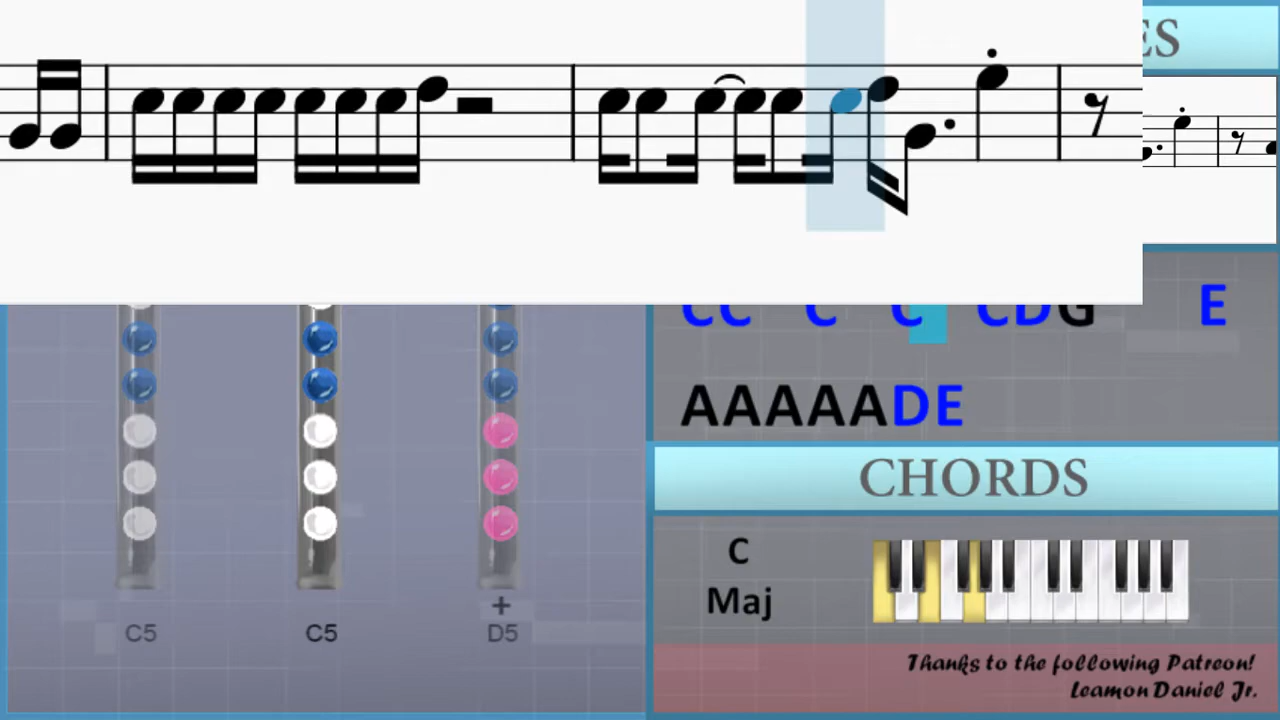 ES
CC C C CDG E
AAAAADE
CHORDS
C
Maj
+
C5 C5 D5
Thanks to the following Patreon!
Leamon Daniel Jr.